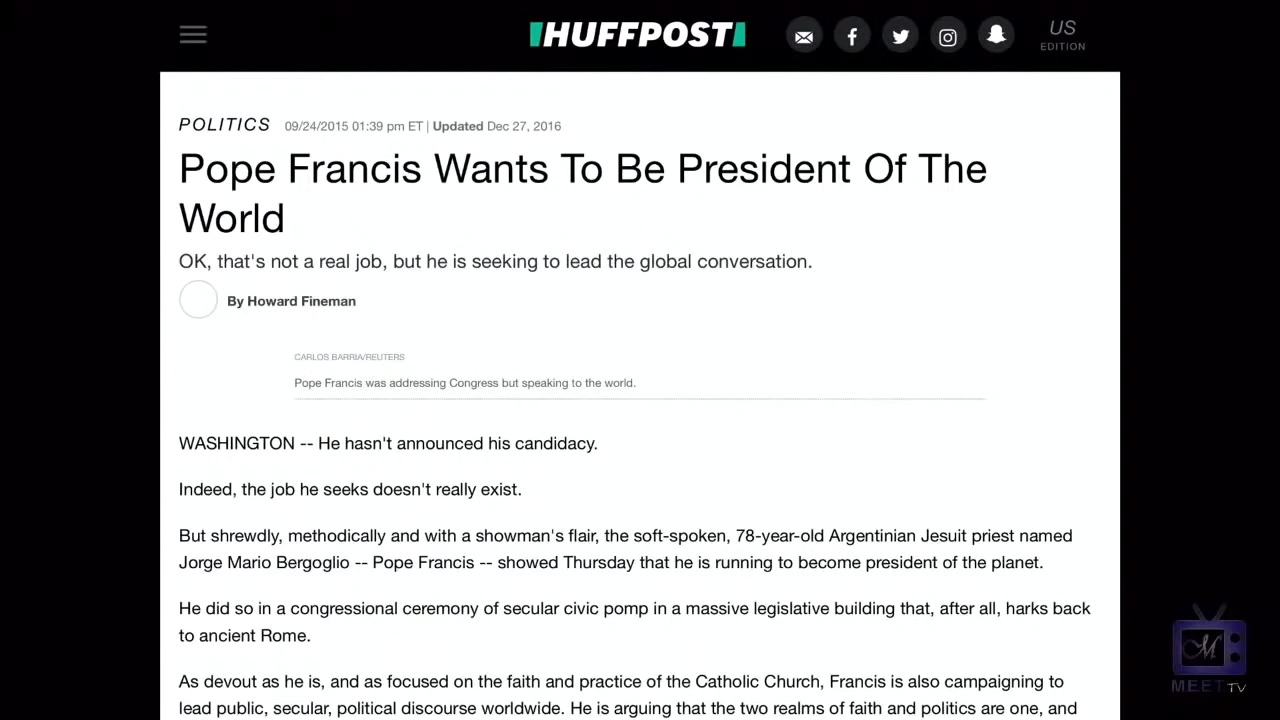 HUFFPOST
US
EDITION
POLITICS 09/24/2015 01:39 pm ET | Updated Dec 27, 2016
Pope Francis Wants To Be President Of The
World
OK, that's not a real job, but he is seeking to lead the global conversation.
By Howard Fineman
CARLOS BARRIA/REUTERS
Pope Francis was addressing Congress but speaking to the world.
WASHINGTON -- He hasn't announced his candidacy.
Indeed, the job he seeks doesn't really exist.
But shrewdly, methodically and with a showman's flair, the soft-spoken, 78-year-old Argentinian Jesuit priest named
Jorge Mario Bergoglio -- Pope Francis -- showed Thursday that he is running to become president of the planet.
He did so in a congressional ceremony of secular civic pomp in a massive legislative building that, after all, harks back
to ancient Rome.
As devout as he is, and as focused on the faith and practice of the Catholic Church, Francis is also campaigning to
lead public, secular, political discourse worldwide. He is arguing that the two realms of faith and politics are one, and
M
MEET TV